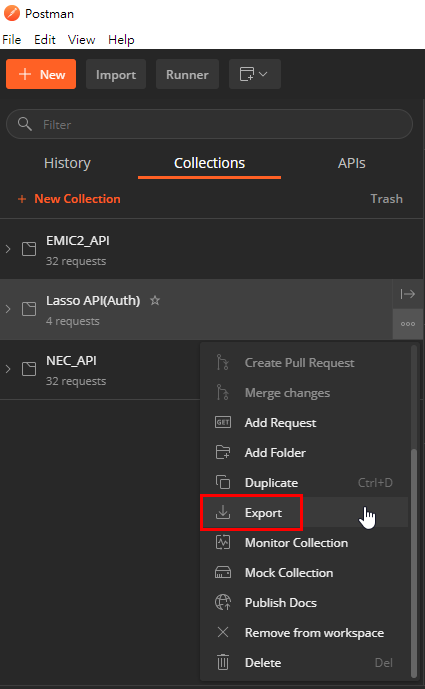 Postman
File Edit View Help
+ New Import Runner
Filter
History Collections APIs
+ New Collection Trash
EMIC2_API
32 requests
Lasso API(Auth)
4 requests
NEC_API
32 requests
Create Pull Request
Merge changes
GET Add Request
Add Folder
Duplicate Ctrl+D
Export
Monitor Collection
Mock Collection
Publish Docs
Remove from workspace
Delete Del